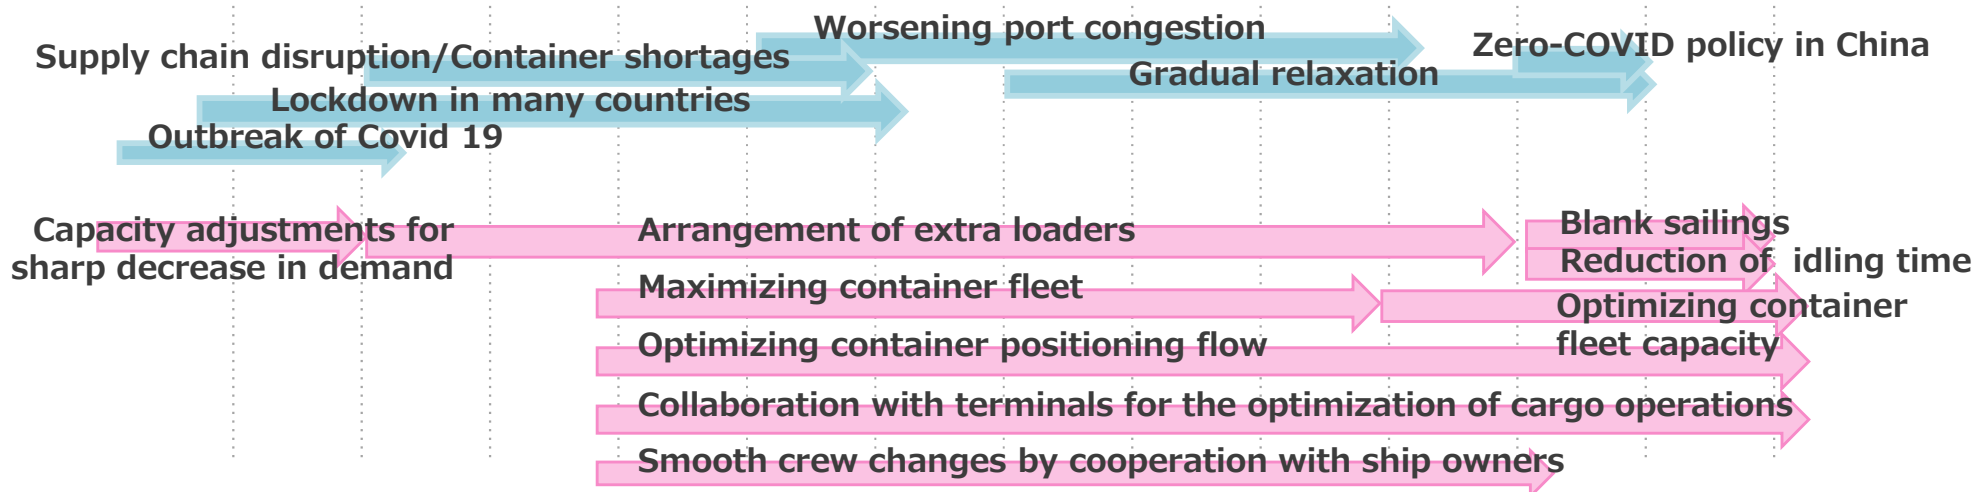 Worsening port congestion
Zero-COVID policy in China
Supply chain disruption/Container shortages
Gradual relaxation
Lockdown in many countries
Outbreak of Covid 19
Capacity adjustments for
sharp decrease in demand
Arrangement of extra loaders
Blank sailings
Reduction of idling time
Maximizing container fleet
Optimizing container
fleet capacity
Optimizing container positioning flow
Collaboration with terminals for the optimization of cargo operations
Smooth crew changes by cooperation with ship owners